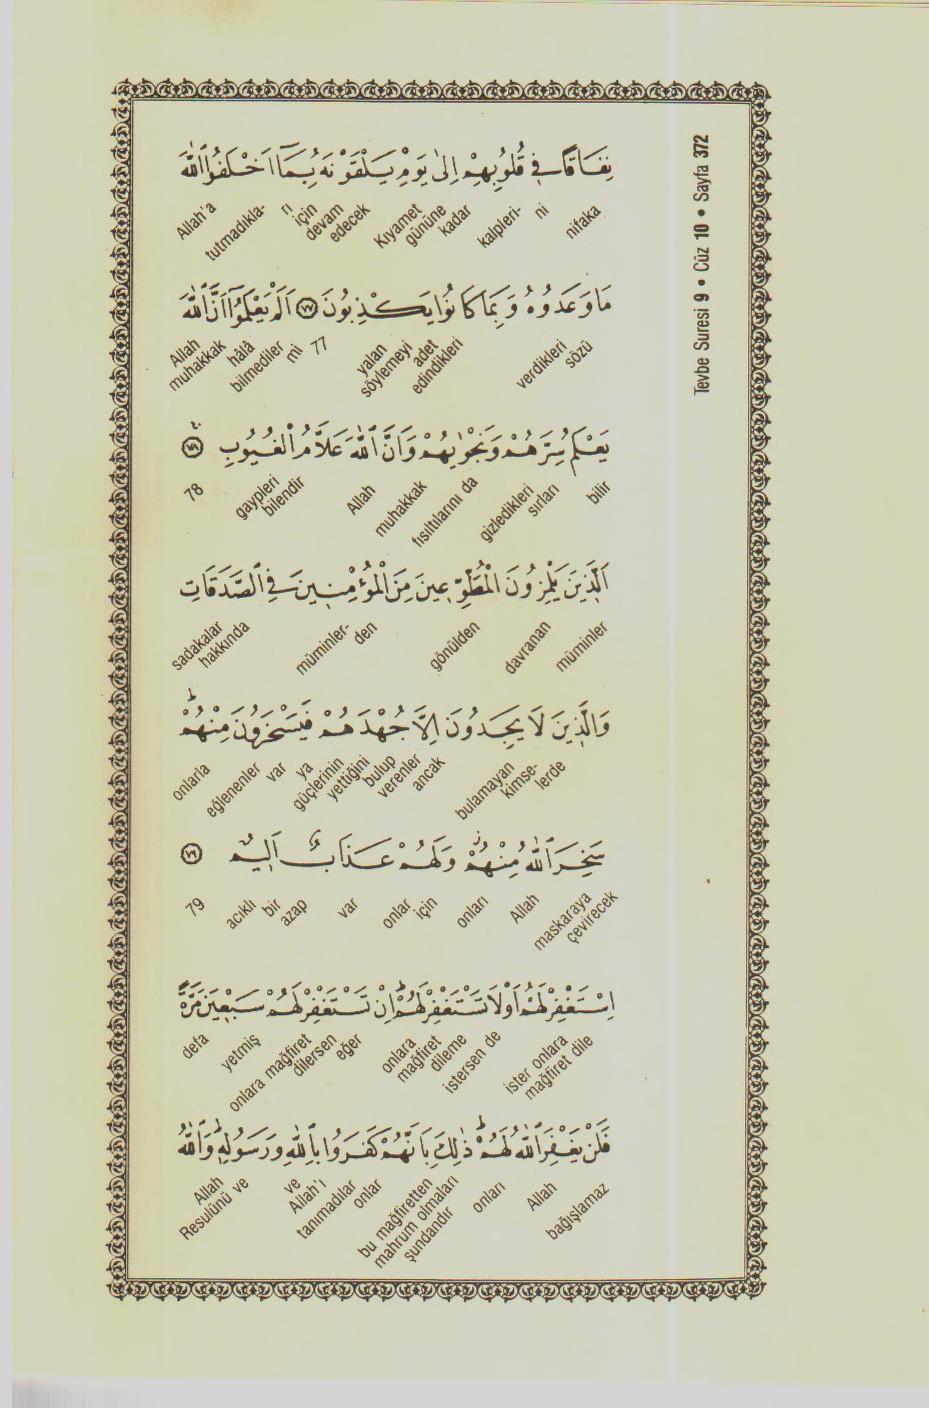 Tevbe Suresi 9 • Cüz 10 • Sayfa 372
نِفَاقًا فِي قُلُوبِهِمْ اِلٰى يَوْمِ يَلْقَوْنَهُ بِمَٓا اَخْلَفُوا اللّٰهَ
nifaka ni kalpleri- kadar gününe Kıyamet edecek devam için rı tutmadıkla- Allah'a
مَا وَعَدُوهُ وَبِمَا كَانُوا يَكْذِبُونَ ٧٧ اَلَمْ يَعْلَمُٓوا اَنَّ اللّٰهَ
sözü verdikleri edindikleri adet söylemeyi yalan 77 mi bilmediler hâlâ muhakkak Allah
يَعْلَمُ سِرَّهُمْ وَنَجْوٰيهُمْ وَاَنَّ اللّٰهَ عَلَّامُ الْغُيُوبِ ٧٨
bilir sırları gizledikleri fısıltılarını da muhakkak Allah bilendir gaypleri 78
اَلَّذِينَ يَلْمِزُونَ الْمُطَّوِّعِينَ مِنَ الْمُؤْمِنِينَ فِي الصَّدَقَاتِ
müminler davranan gönülden den müminler- hakkında sadakalar
وَالَّذِينَ لَا يَجِدُونَ اِلَّا جُهْدَهُمْ فَيَسْخَرُونَ مِنْهُمْ
lerde kimse- bulamayan ancak verenler bulup yettiğini güçlerinin ya var eğlenenler onlarla
سَخِرَ اللّٰهُ مِنْهُمْ وَلَهُمْ عَذَابٌ اَلِيمٌ ٧٩
çevirecek maskaraya Allah onları için onlar var azap bir acıklı 79
اِسْتَغْفِرْ لَهُمْ اَوْ لَا تَسْتَغْفِرْ لَهُمْ اِنْ تَسْتَغْفِرْ لَهُمْ سَبْعِينَ مَرَّةً
mağfiret dile ister onlara istersen de dileme mağfiret onlara eğer dilersen onlara mağfiret yetmiş defa
فَلَنْ يَغْفِرَ اللّٰهُ لَهُمْ ذٰلِكَ بِاَنَّهُمْ كَفَرُوا بِاللّٰهِ وَرَسُولِهِ وَاللّٰهُ
bağışlamaz Allah onları şundandır mahrum olmaları bu mağfiretten onlar tanımadılar Allah'ı ve Resulünü ve Allah